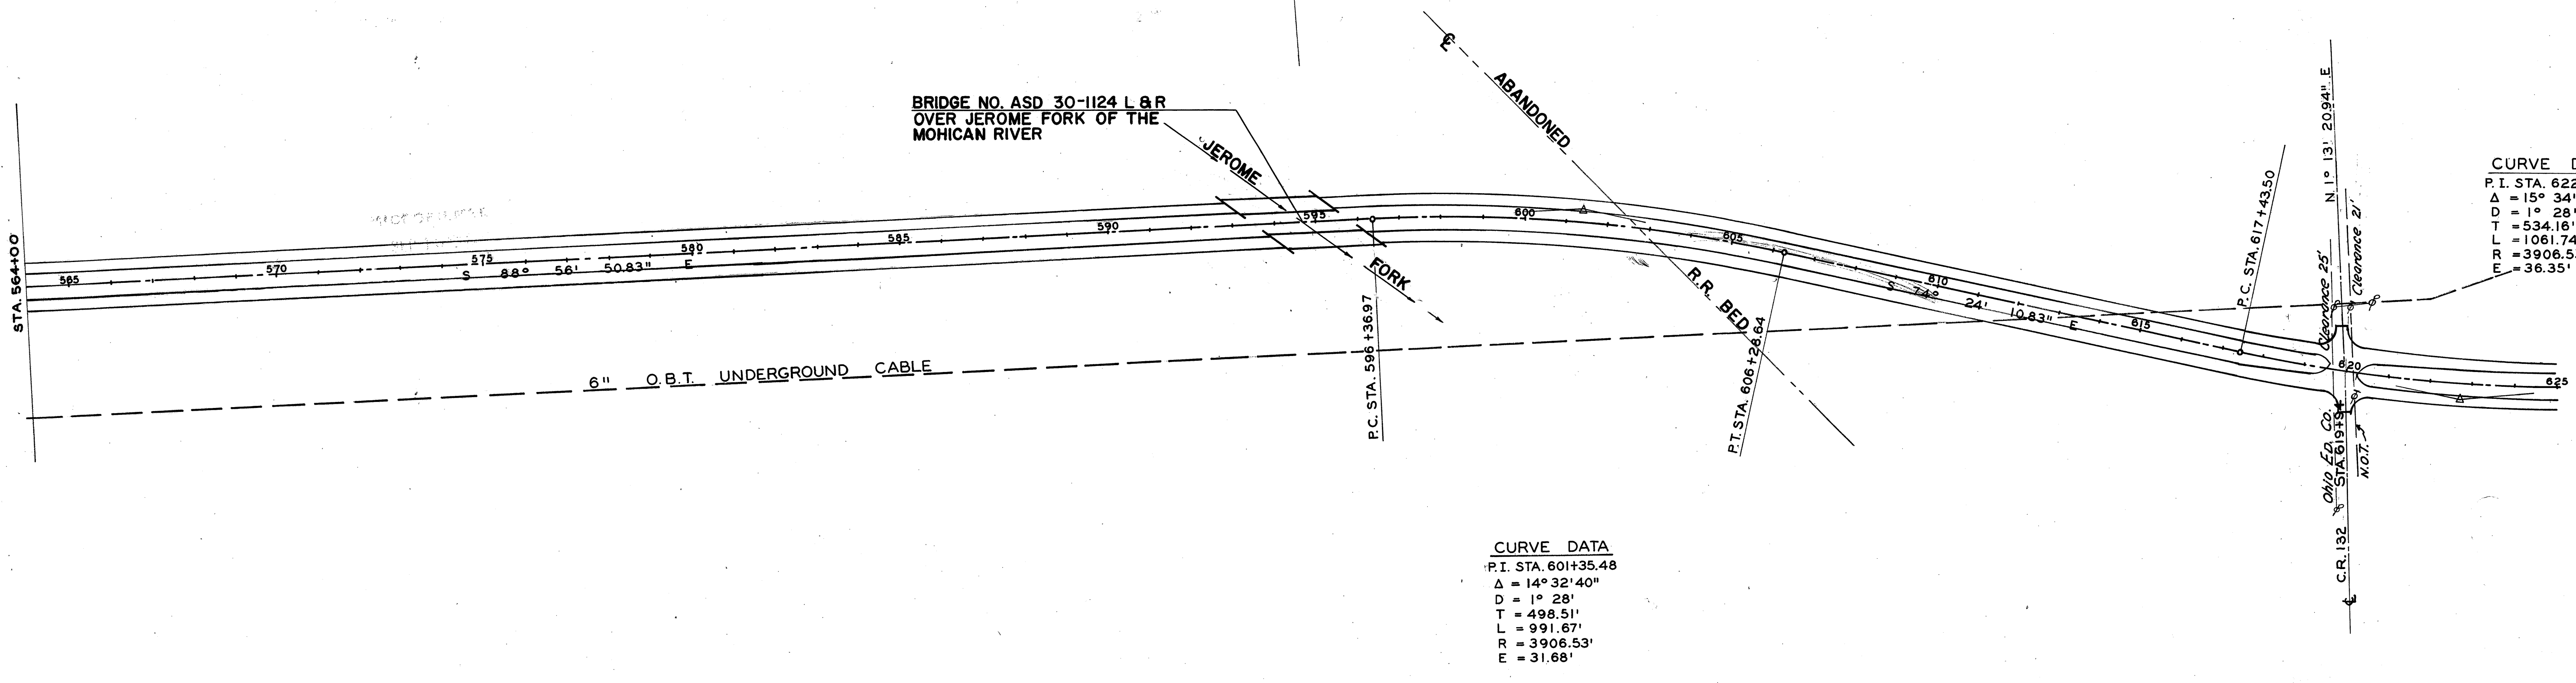 BRIDGE NO. ASD 30-1124 L & R
OVER JEROME FORK OF THE
MOHICAN RIVER
JEROME
FORK
ABANDONED
R.R. BED
STA. 564+00
565
570
575
580
585
590
595
600
605
610
615
620
625
S 88° 56' 50.83" E
S 74° 24' 10.83" E
6" O.B.T. UNDERGROUND CABLE
P.C. STA. 596+36.97
P.T. STA. 606+28.64
P.C. STA. 617+43.50
N. 1° 13' 20.94" E
Clearance 25'
Clearance 21'
Ohio Ed. Co.
STA. 619+94
N.O.T.
C.R. 132
CURVE DATA
P.I. STA. 601+35.48
Δ = 14° 32' 40"
D = 1° 28'
T = 498.51'
L = 991.67'
R = 3906.53'
E = 31.68'
CURVE D
P.I. STA. 622
Δ = 15° 34'
D = 1° 28'
T = 534.16'
L = 1061.74
R = 3906.5
E = 36.35'